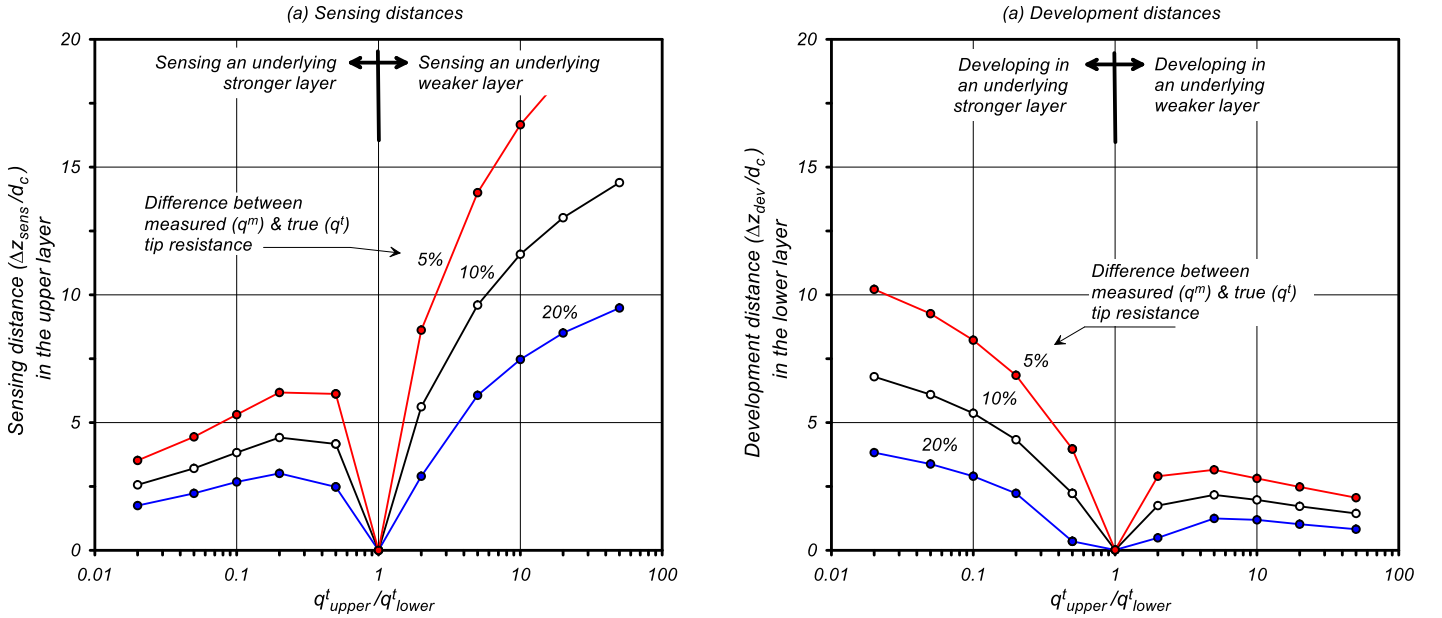 (a) Sensing distances
20
15
10
5
0
Sensing distance (Δz_sens/d_c)
in the upper layer
Sensing an underlying
stronger layer
Sensing an underlying
weaker layer
Difference between
measured (q^m) & true (q^t)
tip resistance
5%
10%
20%
0.01
0.1
1
10
100
q^t_upper/q^t_lower
(a) Development distances
20
15
10
5
0
Development distance (Δz_dev/d_c)
in the lower layer
Developing in
an underlying
stronger layer
Developing in
an underlying
weaker layer
Difference between
measured (q^m) & true (q^t)
tip resistance
5%
10%
20%
0.01
0.1
1
10
100
q^t_upper/q^t_lower